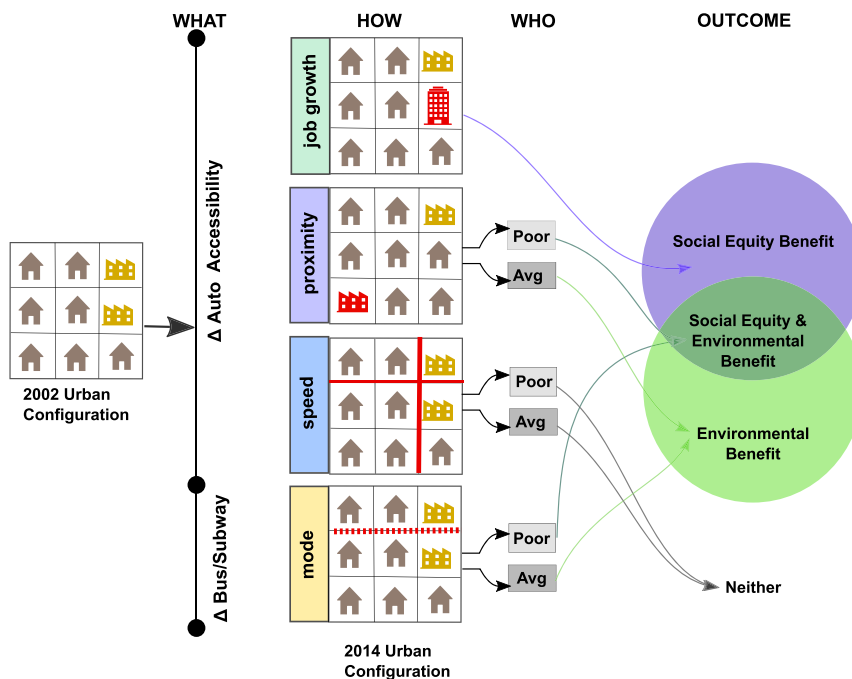 WHAT
HOW
WHO
OUTCOME
2002 Urban
Configuration
Δ Auto Accessibility
Δ Bus/Subway
job growth
proximity
speed
mode
2014 Urban
Configuration
Poor
Avg
Poor
Avg
Poor
Avg
Social Equity Benefit
Social Equity &
Environmental
Benefit
Environmental
Benefit
Neither